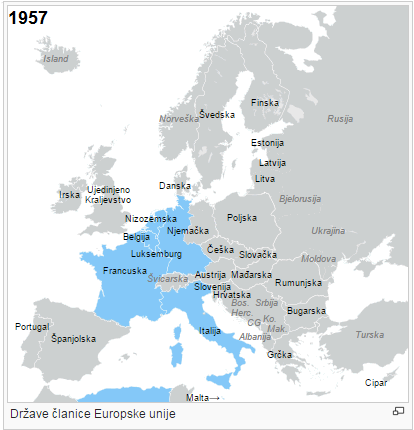 1957
Island
Finska
Norveška
Švedska
Rusija
Estonija
Latvija
Litva
Danska
Irska
Ujedinjeno
Kraljevstvo
Bjelorusija
Nizozemska
Poljska
Njemačka
Belgija
Ukrajina
Luksemburg
Češka
Slovačka
Moldova
Francuska
Švicarska
Austrija
Mađarska
Slovenija
Rumunjska
Hrvatska
Bos.
Herc.
Srbija
Bugarska
CG
Ko.
Mak.
Portugal
Španjolska
Italija
Albanija
Turska
Grčka
Cipar
Malta→
Države članice Europske unije